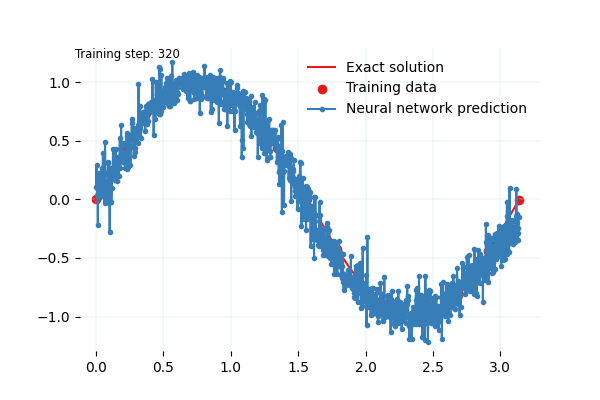 Training step: 320
Exact solution
Training data
Neural network prediction
1.0
0.5
0.0
−0.5
−1.0
0.0 0.5 1.0 1.5 2.0 2.5 3.0